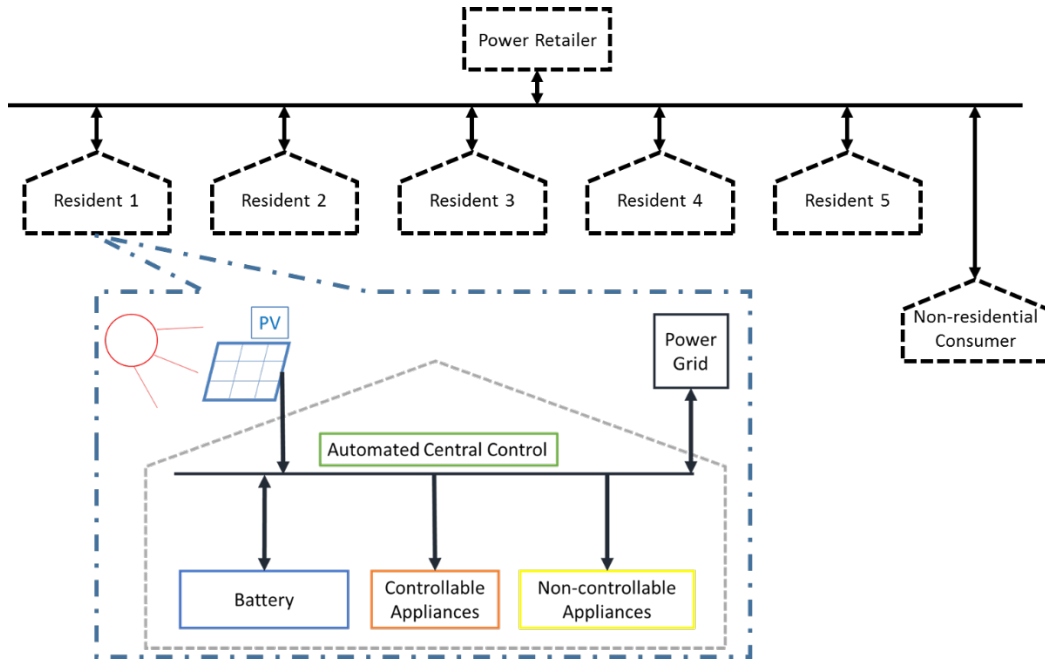 Power Retailer
Resident 1
Resident 2
Resident 3
Resident 4
Resident 5
Non-residential
Consumer
PV
Power
Grid
Automated Central Control
Battery
Controllable
Appliances
Non-controllable
Appliances